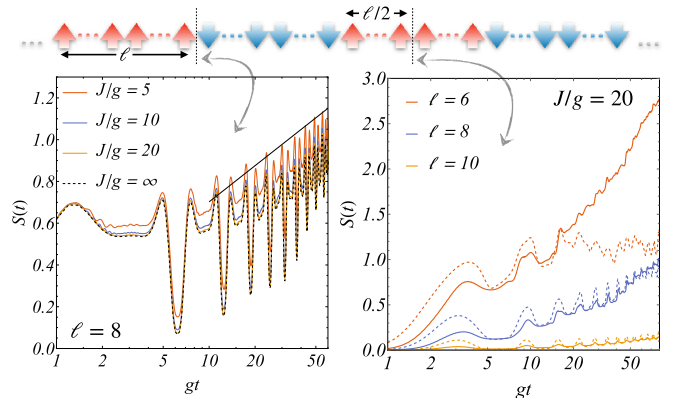 ℓ
ℓ/2
J/g = 5
J/g = 10
J/g = 20
J/g = ∞
ℓ = 8
S(t)
1.2
1.0
0.8
0.6
0.4
0.2
0.0
1 2 5 10 20 50
gt
J/g = 20
ℓ = 6
ℓ = 8
ℓ = 10
S(t)
3.0
2.5
2.0
1.5
1.0
0.5
0.0
1 2 5 10 20 50
gt